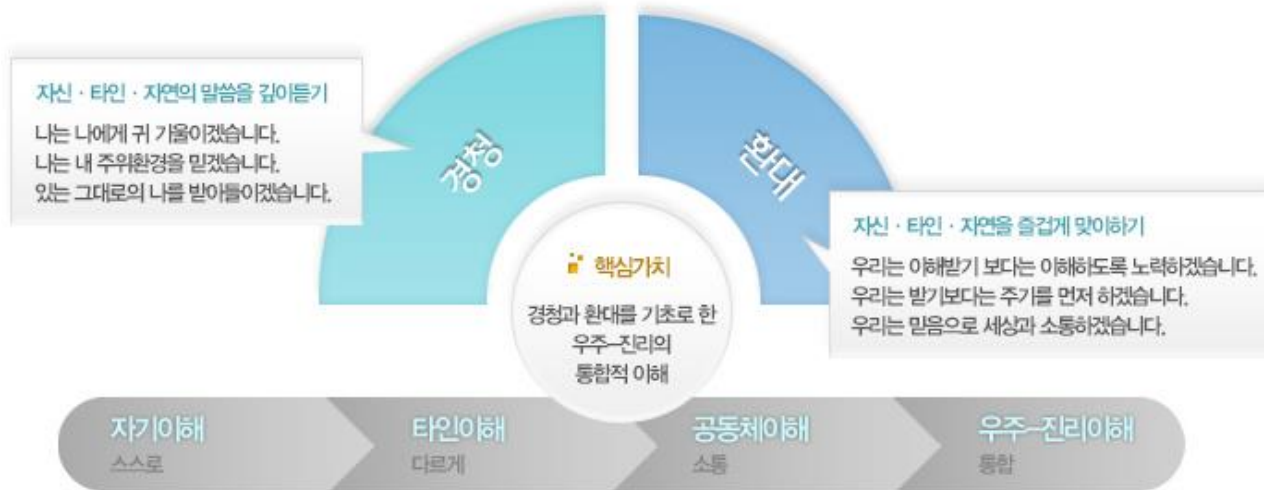 자신 · 타인 · 자연의 말씀을 깊이듣기
나는 나에게 귀 기울이겠습니다.
나는 내 주위환경을 믿겠습니다.
있는 그대로의 나를 받아들이겠습니다.
경청
환대
자신 · 타인 · 자연을 즐겁게 맞이하기
우리는 이해받기 보다는 이해하도록 노력하겠습니다.
우리는 받기보다는 주기를 먼저 하겠습니다.
우리는 믿음으로 세상과 소통하겠습니다.
핵심가치
경청과 환대를 기초로 한
우주-진리의
통합적 이해
자기이해
스스로
타인이해
다르게
공동체이해
소통
우주-진리이해
통합